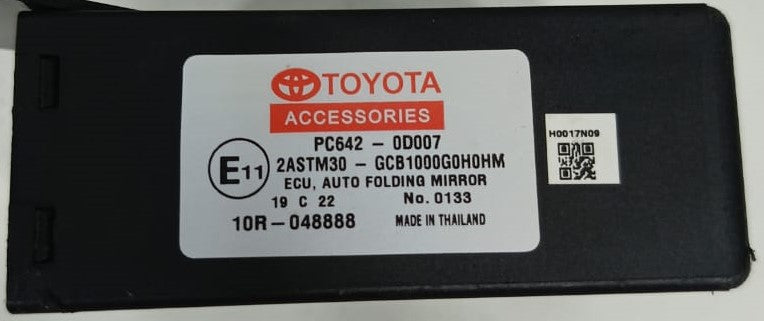 TOYOTA
ACCESSORIES
PC642 - 0D007
E11
2ASTM30 - GCB1000G0H0HM
ECU, AUTO FOLDING MIRROR
19 C 22 No. 0133
10R-048888 MADE IN THAILAND
H0017N09